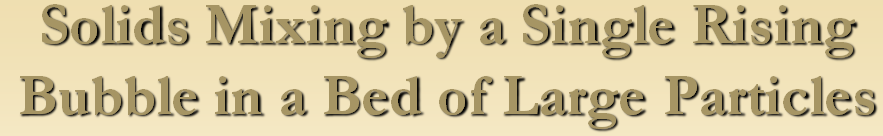 Solids Mixing by a Single Rising
Bubble in a Bed of Large Particles